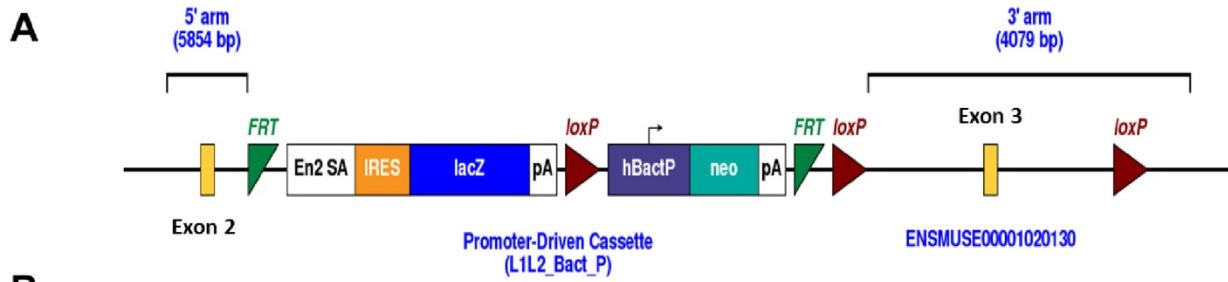 A
5' arm
(5854 bp)
3' arm
(4079 bp)
FRT
loxP
FRT
loxP
Exon 3
loxP
En2 SA
IRES
lacZ
pA
hBactP
neo
pA
Exon 2
Promoter-Driven Cassette
(L1L2_Bact_P)
ENSMUSE00001020130